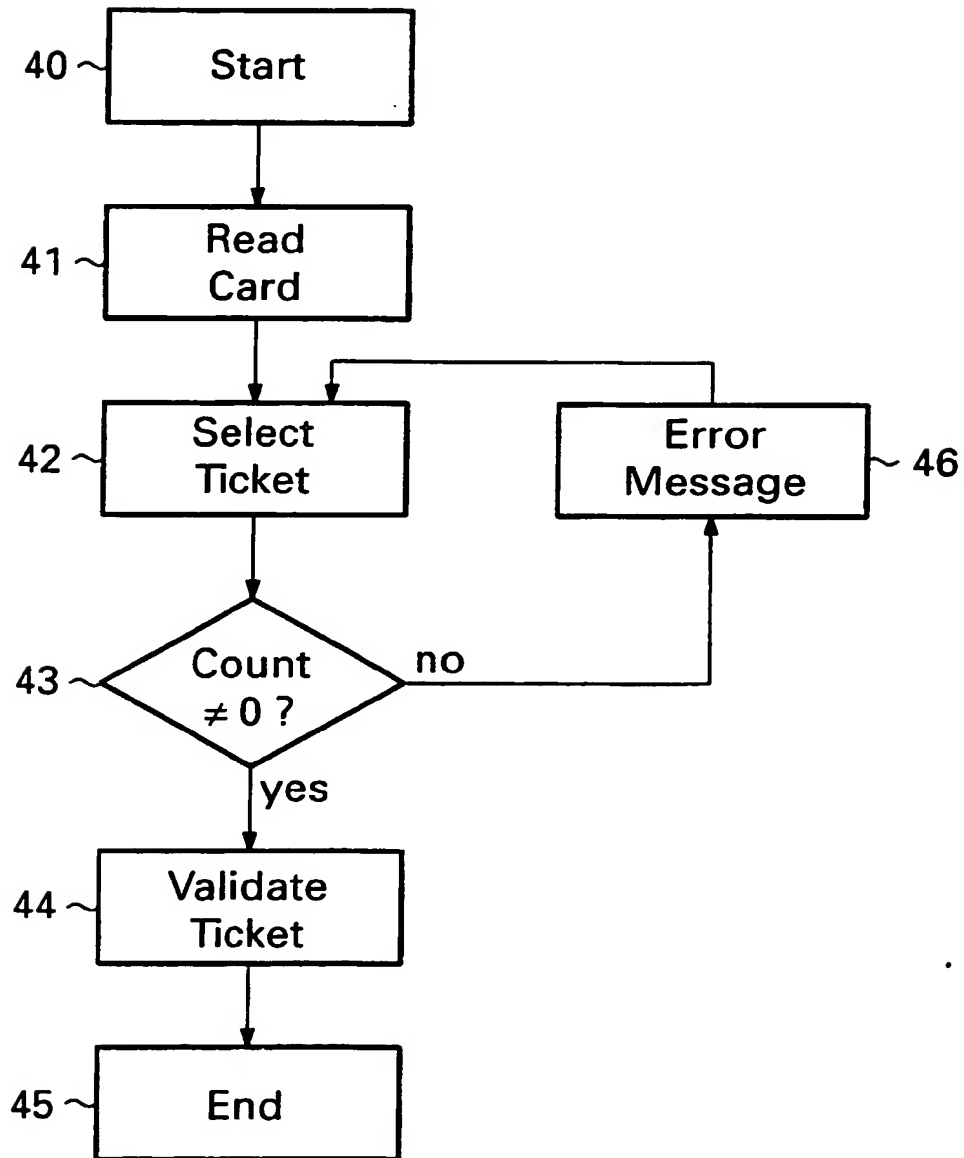 40
Start
41
Read
Card
42
Select
Ticket
Error
Message
46
43
Count
≠ 0 ?
no
yes
44
Validate
Ticket
45
End